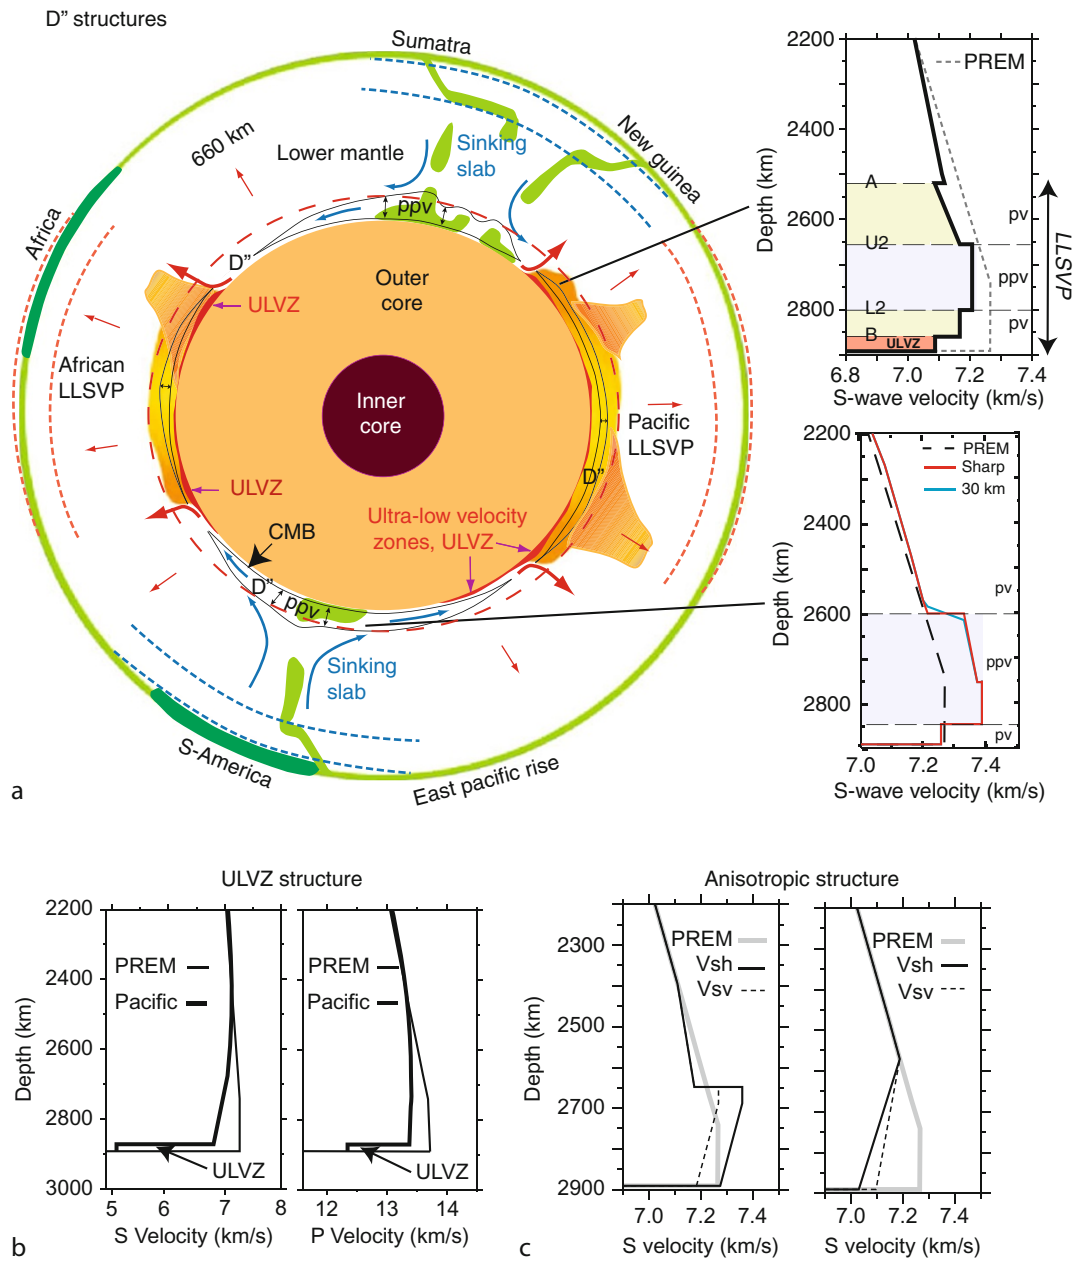 D” structures
Sumatra
New guinea
660 km
Lower mantle
Sinking
slab
ppv
Africa
D”
ULVZ
Outer
core
African
LLSVP
Inner
core
Pacific
LLSVP
D”
ULVZ
Ultra-low velocity
zones, ULVZ
CMB
D”
ppv
Sinking
slab
S-America
East pacific rise
a
2200
2400
2600
2800
Depth (km)
PREM
A
U2
L2
B
ULVZ
pv
ppv
pv
LLSVP
6.8 7.0 7.2 7.4
S-wave velocity (km/s)
2200
2400
2600
2800
Depth (km)
PREM
Sharp
30 km
pv
ppv
pv
7.0 7.2 7.4
S-wave velocity (km/s)
ULVZ structure
2200
2400
2600
2800
3000
Depth (km)
PREM
Pacific
ULVZ
5 6 7 8
S Velocity (km/s)
PREM
Pacific
ULVZ
12 13 14
P Velocity (km/s)
b
Anisotropic structure
2300
2500
2700
2900
Depth (km)
PREM
Vsh
Vsv
7.0 7.2 7.4
S velocity (km/s)
PREM
Vsh
Vsv
7.0 7.2 7.4
S velocity (km/s)
c